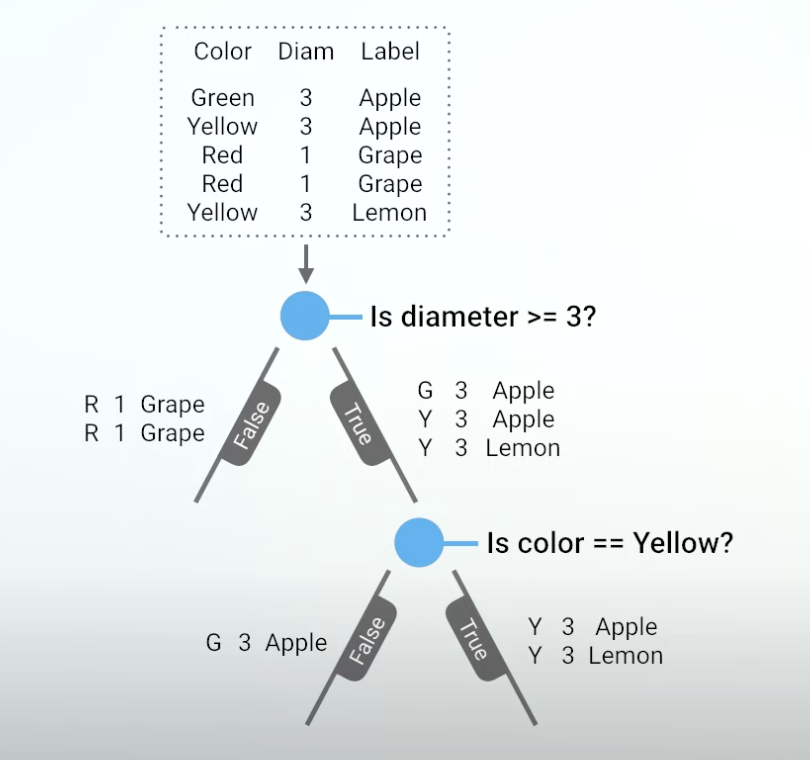 Color Diam Label
Green 3 Apple
Yellow 3 Apple
Red 1 Grape
Red 1 Grape
Yellow 3 Lemon
Is diameter >= 3?
R 1 Grape
R 1 Grape
False
True
G 3 Apple
Y 3 Apple
Y 3 Lemon
Is color == Yellow?
G 3 Apple
False
True
Y 3 Apple
Y 3 Lemon